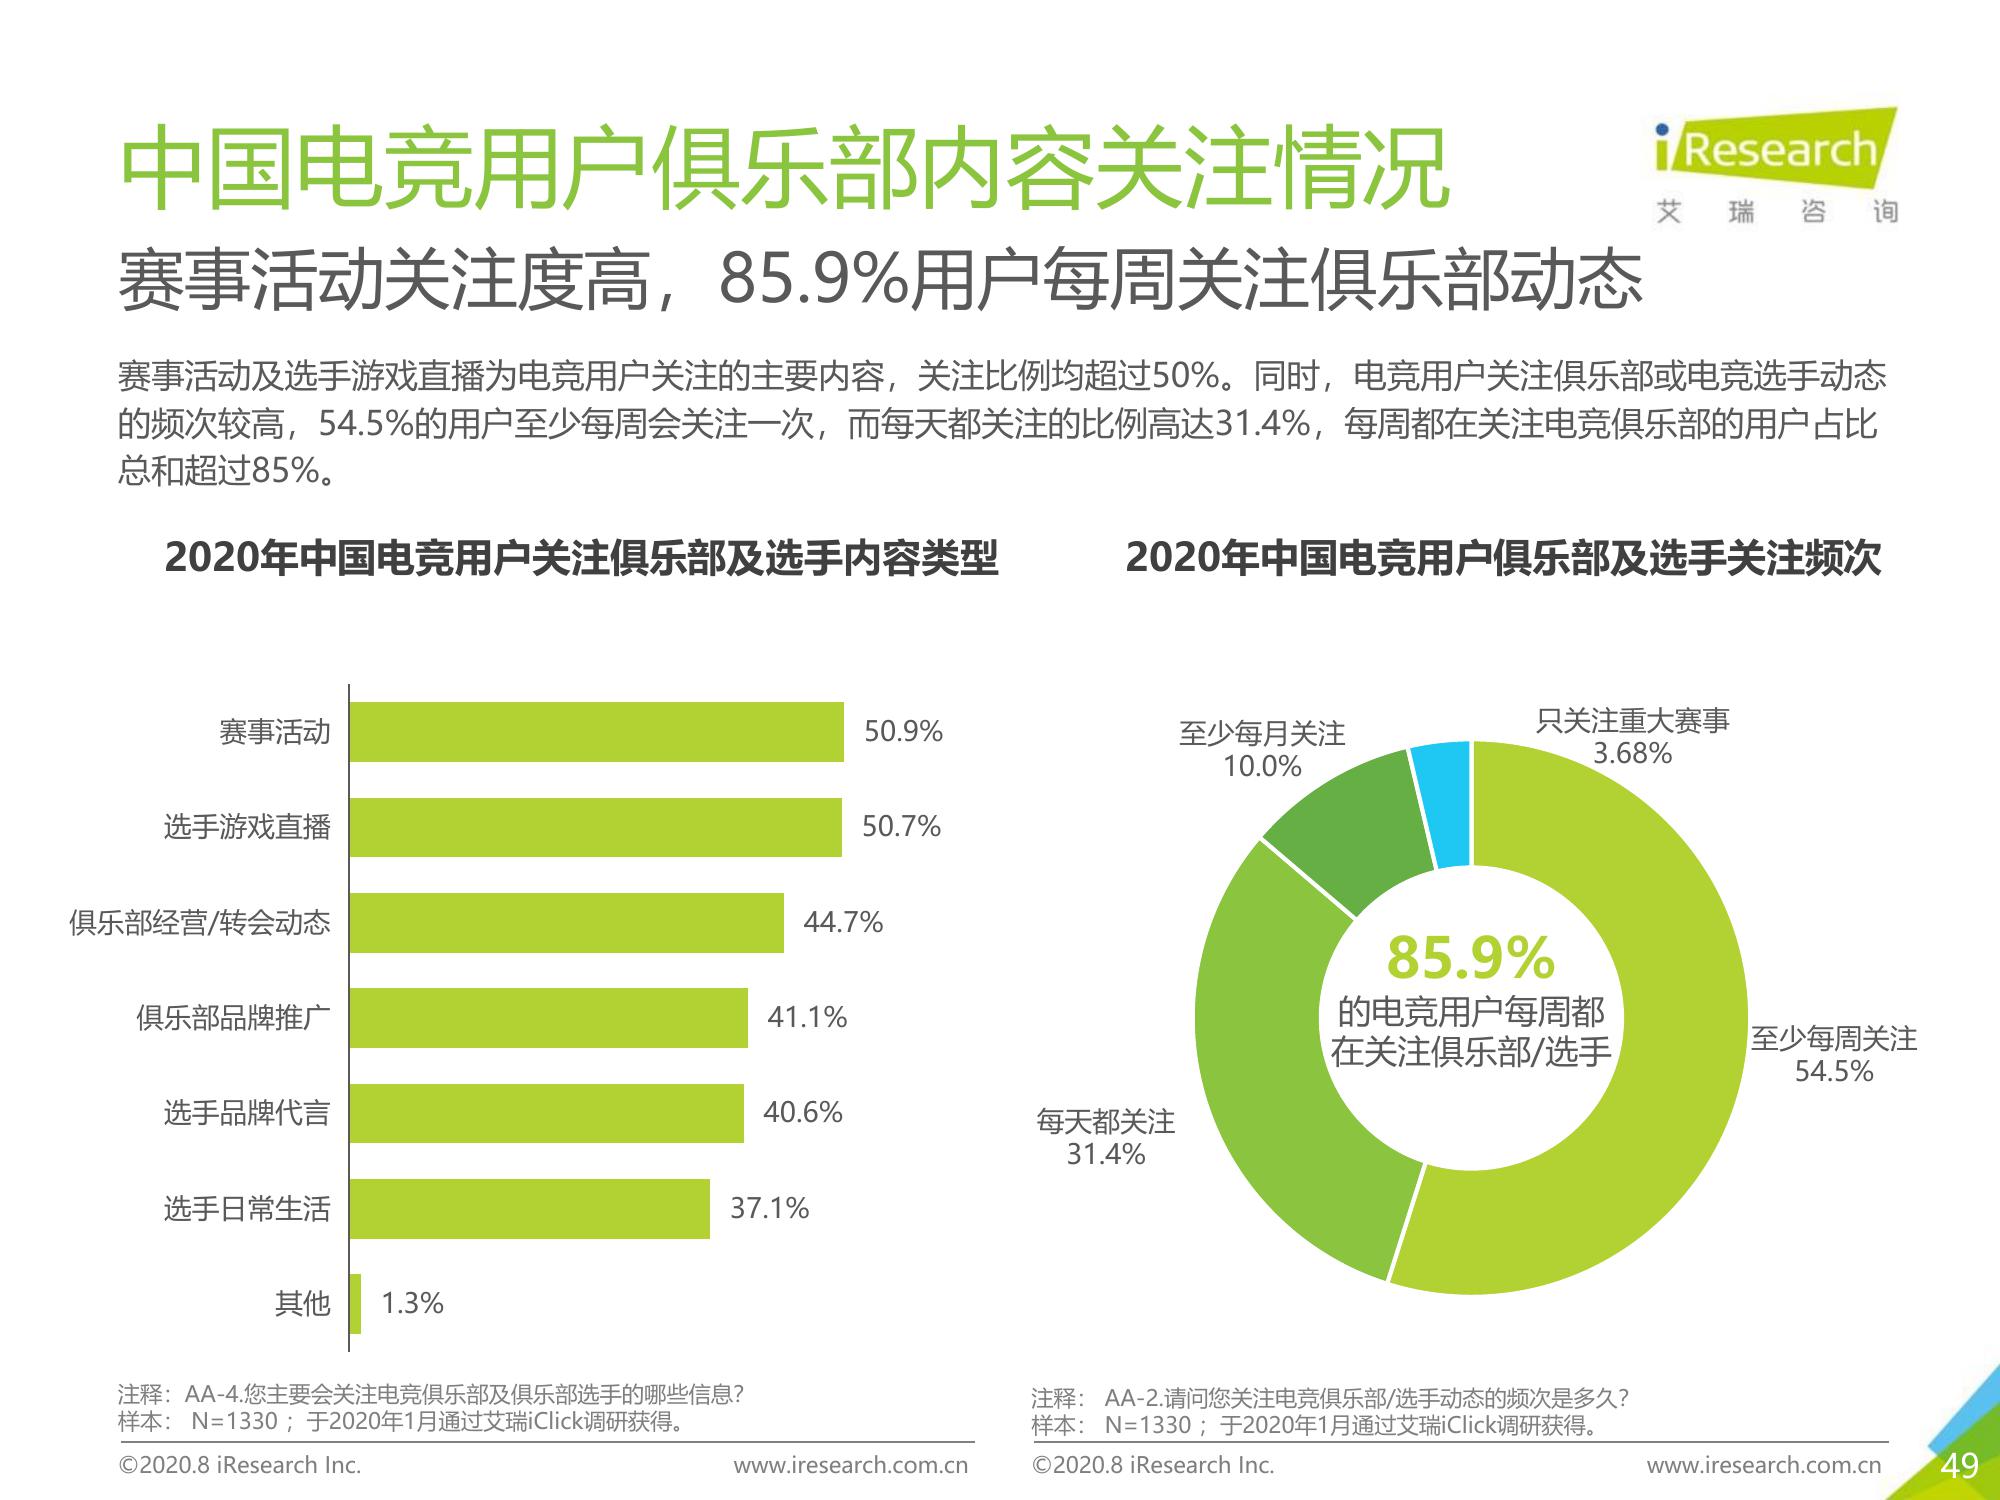 中国电竞用户俱乐部内容关注情况
iResearch
艾瑞咨询
赛事活动关注度高，85.9%用户每周关注俱乐部动态
赛事活动及选手游戏直播为电竞用户关注的主要内容，关注比例均超过50%。同时，电竞用户关注俱乐部或电竞选手动态
的频次较高，54.5%的用户至少每周会关注一次，而每天都关注的比例高达31.4%，每周都在关注电竞俱乐部的用户占比
总和超过85%。
2020年中国电竞用户关注俱乐部及选手内容类型
赛事活动 50.9%
选手游戏直播 50.7%
俱乐部经营/转会动态 44.7%
俱乐部品牌推广 41.1%
选手品牌代言 40.6%
选手日常生活 37.1%
其他 1.3%
注释：AA-4.您主要会关注电竞俱乐部及俱乐部选手的哪些信息？
样本： N=1330 ；于2020年1月通过艾瑞iClick调研获得。
2020年中国电竞用户俱乐部及选手关注频次
只关注重大赛事
3.68%
至少每月关注
10.0%
85.9%
的电竞用户每周都
在关注俱乐部/选手
至少每周关注
54.5%
每天都关注
31.4%
注释： AA-2.请问您关注电竞俱乐部/选手动态的频次是多久？
样本： N=1330 ；于2020年1月通过艾瑞iClick调研获得。
©2020.8 iResearch Inc.
www.iresearch.com.cn
©2020.8 iResearch Inc.
www.iresearch.com.cn
49